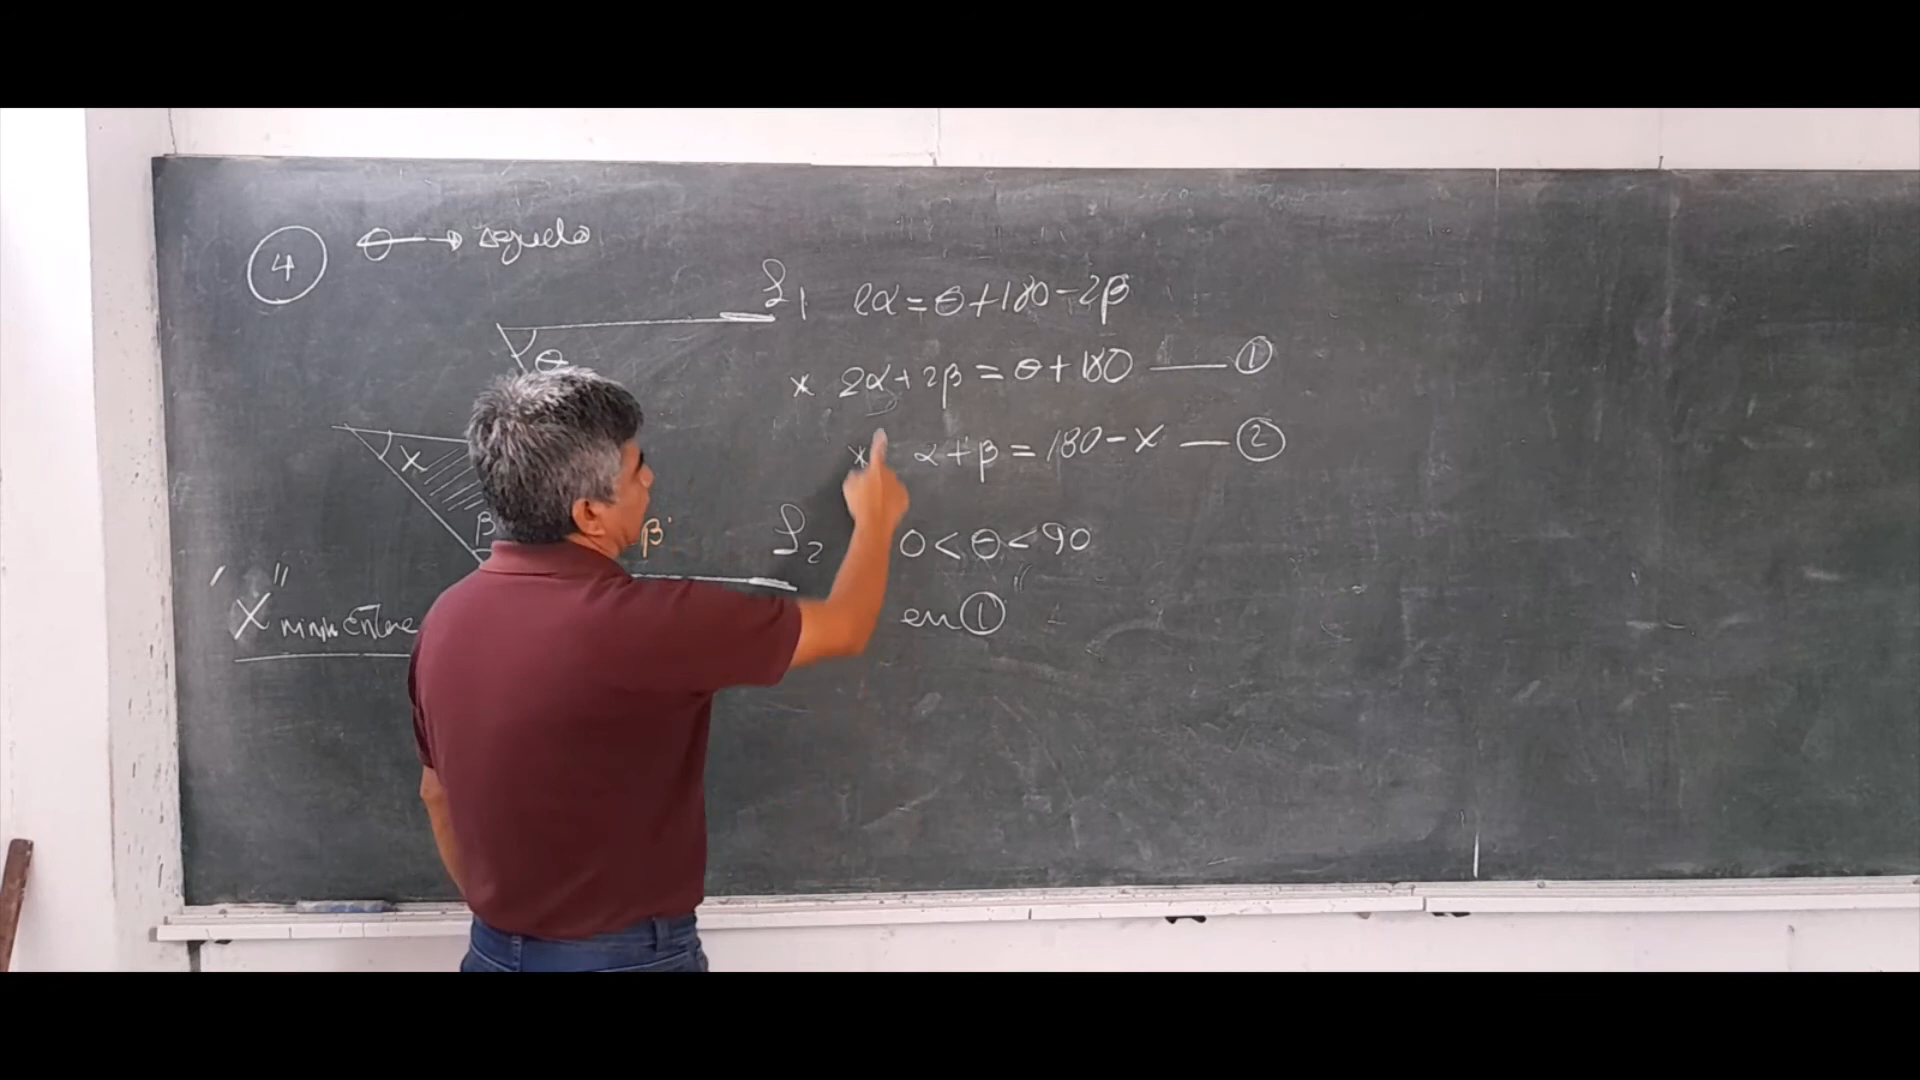 4 θ → agudo
L1 2α = θ + 180 - 2β
θ
* 2α + 2β = θ + 180 — 1
x
* α + β = 180 - x — 2
β β
L2 0 < θ < 90
"x" min entero en 1